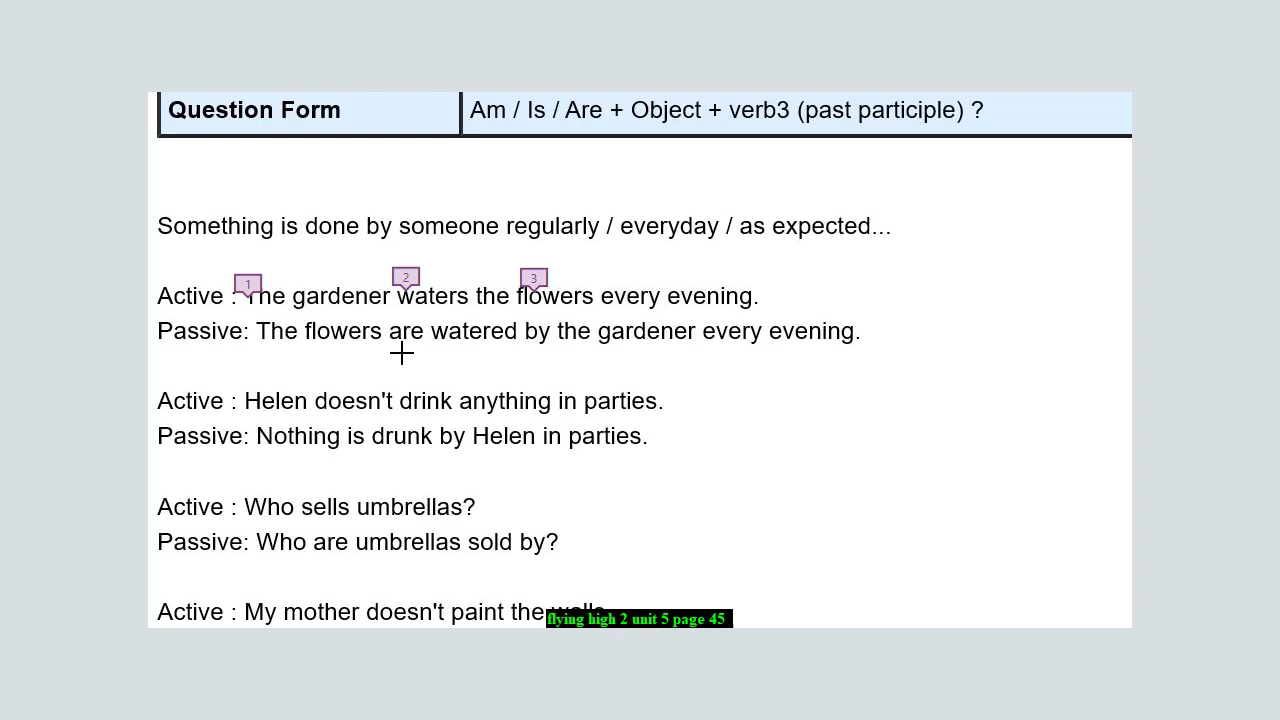 Question Form Am / Is / Are + Object + verb3 (past participle) ?
Something is done by someone regularly / everyday / as expected...
1 2 3
Active : The gardener waters the flowers every evening.
Passive: The flowers are watered by the gardener every evening.
Active : Helen doesn't drink anything in parties.
Passive: Nothing is drunk by Helen in parties.
Active : Who sells umbrellas?
Passive: Who are umbrellas sold by?
Active : My mother doesn't paint the walls
flying high 2 unit 5 page 45